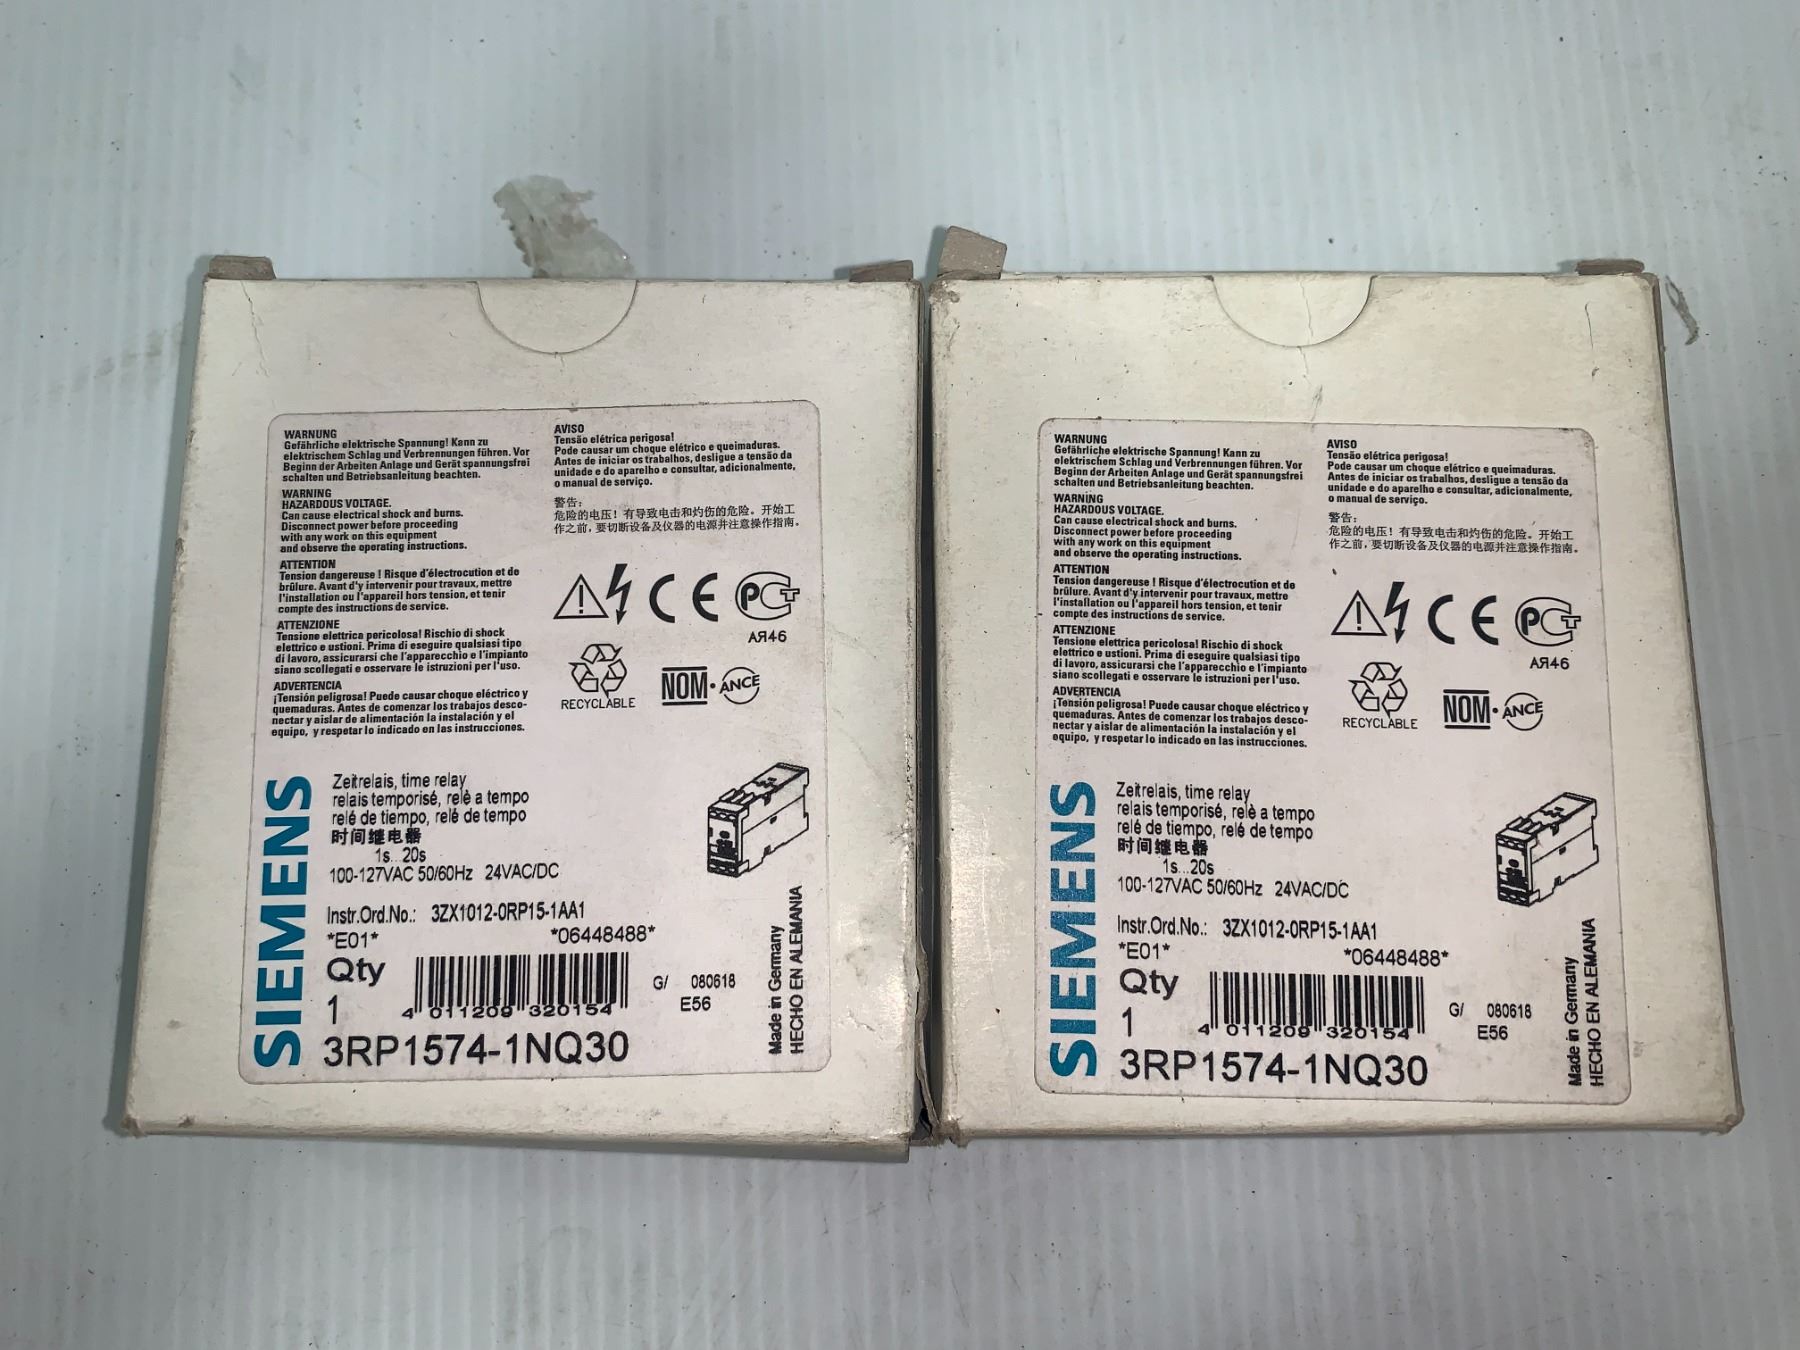 WARNUNG
Gefährliche elektrische Spannung! Kann zu
elektrischem Schlag und Verbrennungen führen. Vor
Beginn der Arbeiten Anlage und Gerät spannungsfrei
schalten und Betriebsanleitung beachten.
WARNING
HAZARDOUS VOLTAGE.
Can cause electrical shock and burns.
Disconnect power before proceeding
with any work on this equipment
and observe the operating instructions.
ATTENTION
Tension dangereuse ! Risque d'électrocution et de
brûlure. Avant d'y intervenir pour travaux, mettre
l'installation ou l'appareil hors tension, et tenir
compte des instructions de service.
ATTENZIONE
Tensione elettrica pericolosa! Rischio di shock
elettrico e ustioni. Prima di eseguire qualsiasi tipo
di lavoro, assicurarsi che l'apparecchio e l'impianto
siano scollegati e osservare le istruzioni per l'uso.
ADVERTENCIA
¡Tensión peligrosa! Puede causar choque eléctrico y
quemaduras. Antes de comenzar los trabajos desco-
nectar y aislar de alimentación la instalación y el
equipo, y respetar lo indicado en las instrucciones.
AVISO
Tensão elétrica perigosa!
Pode causar um choque elétrico e queimaduras.
Antes de iniciar os trabalhos, desligue a tensão da
unidade e do aparelho e consultar, adicionalmente,
o manual de serviço.
警告:
危险的电压! 有导致电击和灼伤的危险。开始工
作之前, 要切断设备及仪器的电源并注意操作指南。
CE PCT
АЯ46
RECYCLABLE
NOM·ANCE
SIEMENS
Zeitrelais, time relay
relais temporisé, relè a tempo
relé de tiempo, relé de tempo
时间继电器
1s...20s
100-127VAC 50/60Hz 24VAC/DC
Instr.Ord.No.: 3ZX1012-0RP15-1AA1
*E01* *06448488*
Qty
1
4 011209 320154
G/ 080618
E56
3RP1574-1NQ30
Made in Germany
HECHO EN ALEMANIA
WARNUNG
Gefährliche elektrische Spannung! Kann zu
elektrischem Schlag und Verbrennungen führen. Vor
Beginn der Arbeiten Anlage und Gerät spannungsfrei
schalten und Betriebsanleitung beachten.
WARNING
HAZARDOUS VOLTAGE.
Can cause electrical shock and burns.
Disconnect power before proceeding
with any work on this equipment
and observe the operating instructions.
ATTENTION
Tension dangereuse ! Risque d'électrocution et de
brûlure. Avant d'y intervenir pour travaux, mettre
l'installation ou l'appareil hors tension, et tenir
compte des instructions de service.
ATTENZIONE
Tensione elettrica pericolosa! Rischio di shock
elettrico e ustioni. Prima di eseguire qualsiasi tipo
di lavoro, assicurarsi che l'apparecchio e l'impianto
siano scollegati e osservare le istruzioni per l'uso.
ADVERTENCIA
¡Tensión peligrosa! Puede causar choque eléctrico y
quemaduras. Antes de comenzar los trabajos desco-
nectar y aislar de alimentación la instalación y el
equipo, y respetar lo indicado en las instrucciones.
AVISO
Tensão elétrica perigosa!
Pode causar um choque elétrico e queimaduras.
Antes de iniciar os trabalhos, desligue a tensão da
unidade e do aparelho e consultar, adicionalmente,
o manual de serviço.
警告:
危险的电压! 有导致电击和灼伤的危险。开始工
作之前, 要切断设备及仪器的电源并注意操作指南。
CE PCT
АЯ46
RECYCLABLE
NOM·ANCE
SIEMENS
Zeitrelais, time relay
relais temporisé, relè a tempo
relé de tiempo, relé de tempo
时间继电器
1s...20s
100-127VAC 50/60Hz 24VAC/DC
Instr.Ord.No.: 3ZX1012-0RP15-1AA1
*E01* *06448488*
Qty
1
4 011209 320154
G/ 080618
E56
3RP1574-1NQ30
Made in Germany
HECHO EN ALEMANIA